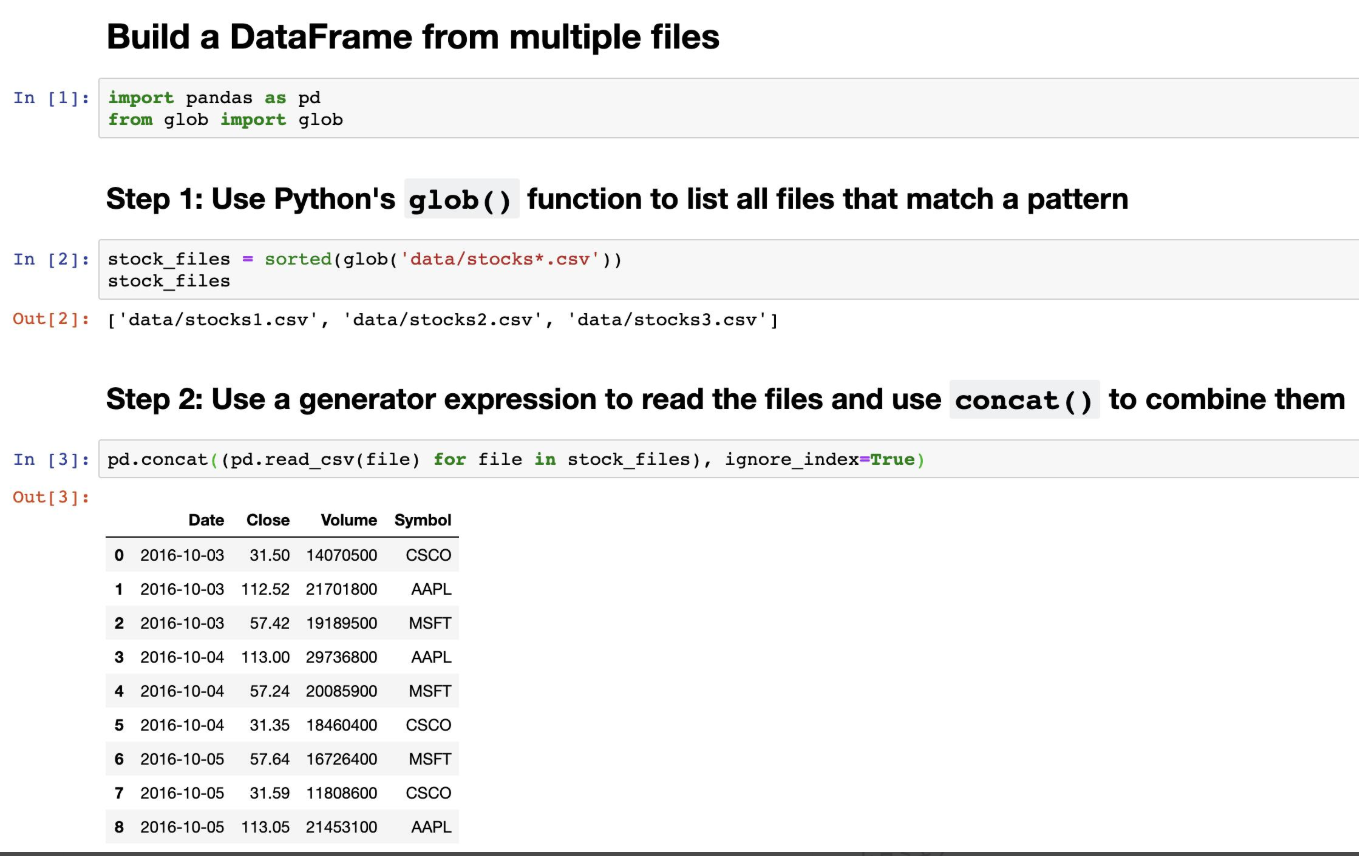 Build a DataFrame from multiple files
In [1]: import pandas as pd
from glob import glob
Step 1: Use Python's glob() function to list all files that match a pattern
In [2]: stock_files = sorted(glob('data/stocks*.csv'))
stock_files
Out[2]: ['data/stocks1.csv', 'data/stocks2.csv', 'data/stocks3.csv']
Step 2: Use a generator expression to read the files and use concat() to combine them
In [3]: pd.concat((pd.read_csv(file) for file in stock_files), ignore_index=True)
Out[3]:
Date Close Volume Symbol
0 2016-10-03 31.50 14070500 CSCO
1 2016-10-03 112.52 21701800 AAPL
2 2016-10-03 57.42 19189500 MSFT
3 2016-10-04 113.00 29736800 AAPL
4 2016-10-04 57.24 20085900 MSFT
5 2016-10-04 31.35 18460400 CSCO
6 2016-10-05 57.64 16726400 MSFT
7 2016-10-05 31.59 11808600 CSCO
8 2016-10-05 113.05 21453100 AAPL